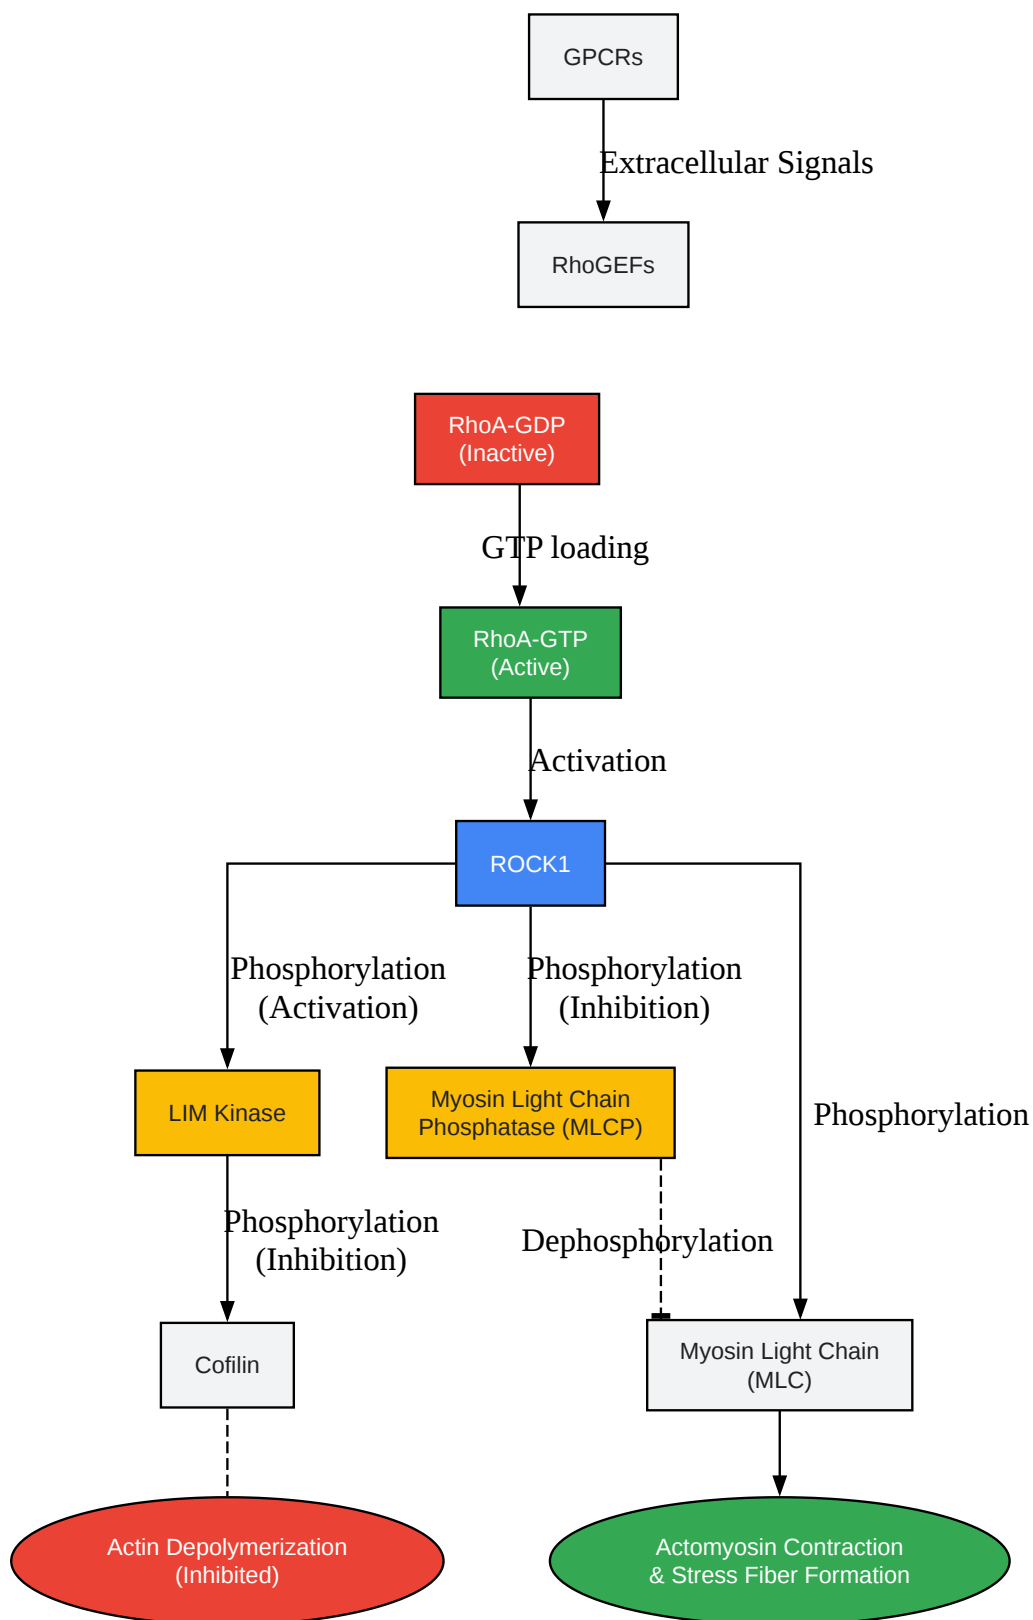 GPCRs
Extracellular Signals
RhoGEFs
RhoA-GDP
(Inactive)
GTP loading
RhoA-GTP
(Active)
Activation
ROCK1
Phosphorylation
(Activation)
Phosphorylation
(Inhibition)
LIM Kinase
Myosin Light Chain
Phosphatase (MLCP)
Phosphorylation
Phosphorylation
(Inhibition)
Dephosphorylation
Cofilin
Myosin Light Chain
(MLC)
Actin Depolymerization
(Inhibited)
Actomyosin Contraction
& Stress Fiber Formation